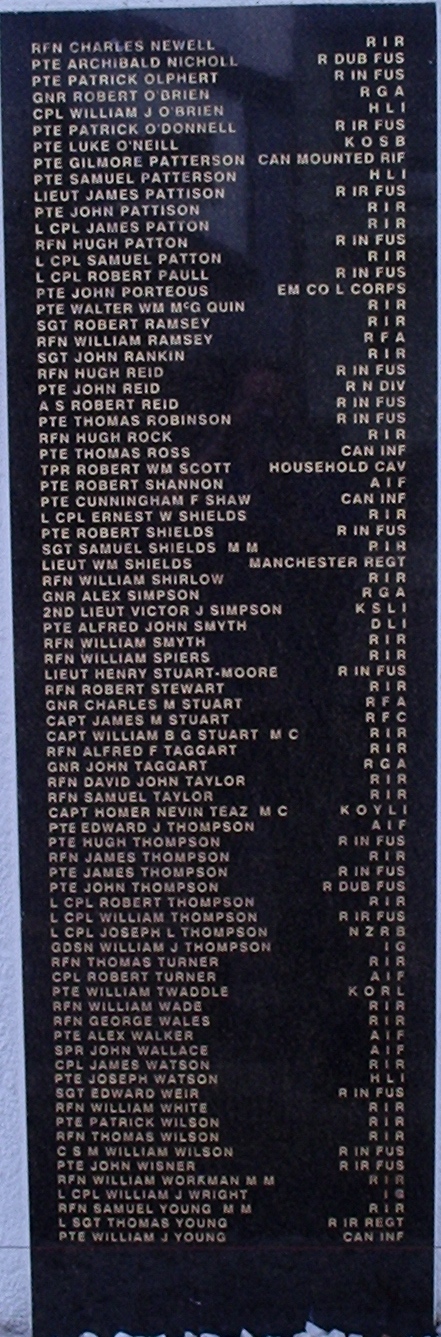 RFN CHARLES NEWELL R I R
PTE ARCHIBALD NICHOLL R DUB FUS
PTE PATRICK OLPHERT R IN FUS
GNR ROBERT O'BRIEN R G A
CPL WILLIAM J O'BRIEN H L I
PTE PATRICK O'DONNELL R IR FUS
PTE LUKE O'NEILL K O S B
PTE GILMORE PATTERSON CAN MOUNTED RIF
PTE SAMUEL PATTERSON H L I
LIEUT JAMES PATTISON R IR FUS
PTE JOHN PATTISON R I R
L CPL JAMES PATTON R I R
RFN HUGH PATTON R IN FUS
L CPL SAMUEL PATTON R I R
L CPL ROBERT PAULL R IN FUS
PTE JOHN PORTEOUS EM CO L CORPS
PTE WALTER WM McG QUIN R I R
SGT ROBERT RAMSEY R I R
RFN WILLIAM RAMSEY R F A
SGT JOHN RANKIN R I R
RFN HUGH REID R IN FUS
PTE JOHN REID R N DIV
A S ROBERT REID R IN FUS
PTE THOMAS ROBINSON R IN FUS
RFN HUGH ROCK R I R
PTE THOMAS ROSS CAN INF
TPR ROBERT WM SCOTT HOUSEHOLD CAV
PTE ROBERT SHANNON A I F
PTE CUNNINGHAM F SHAW CAN INF
L CPL ERNEST W SHIELDS R I R
PTE ROBERT SHIELDS R IN FUS
SGT SAMUEL SHIELDS M M R I R
LIEUT WM SHIELDS MANCHESTER REGT
RFN WILLIAM SHIRLOW R I R
GNR ALEX SIMPSON R G A
2ND LIEUT VICTOR J SIMPSON K S L I
PTE ALFRED JOHN SMYTH D L I
RFN WILLIAM SMYTH R I R
RFN WILLIAM SPIERS R I R
LIEUT HENRY STUART-MOORE R IN FUS
RFN ROBERT STEWART R I R
GNR CHARLES M STUART R F A
CAPT JAMES M STUART R F C
CAPT WILLIAM B G STUART M C R I R
RFN ALFRED F TAGGART R I R
GNR JOHN TAGGART R G A
RFN DAVID JOHN TAYLOR R I R
RFN SAMUEL TAYLOR R I R
CAPT HOMER NEVIN TEAZ M C K O Y L I
PTE EDWARD J THOMPSON A I F
PTE HUGH THOMPSON R IN FUS
RFN JAMES THOMPSON R I R
PTE JAMES THOMPSON R IN FUS
PTE JOHN THOMPSON R DUB FUS
L CPL ROBERT THOMPSON R I R
L CPL WILLIAM THOMPSON R IR FUS
L CPL JOSEPH L THOMPSON N Z R B
GDSN WILLIAM J THOMPSON I G
RFN THOMAS TURNER R I R
CPL ROBERT TURNER A I F
PTE WILLIAM TWADDLE K O R L
RFN WILLIAM WADE R I R
RFN GEORGE WALES R I R
PTE ALEX WALKER A I F
SPR JOHN WALLACE A I F
CPL JAMES WATSON R I R
PTE JOSEPH WATSON H L I
SGT EDWARD WEIR R IN FUS
RFN WILLIAM WHITE R I R
PTE PATRICK WILSON R I R
RFN THOMAS WILSON R I R
C S M WILLIAM WILSON R IN FUS
PTE JOHN WISNER R IR FUS
RFN WILLIAM WORKMAN M M R I R
L CPL WILLIAM J WRIGHT I G
RFN SAMUEL YOUNG M M R I R
L SGT THOMAS YOUNG R IR REGT
PTE WILLIAM J YOUNG CAN INF